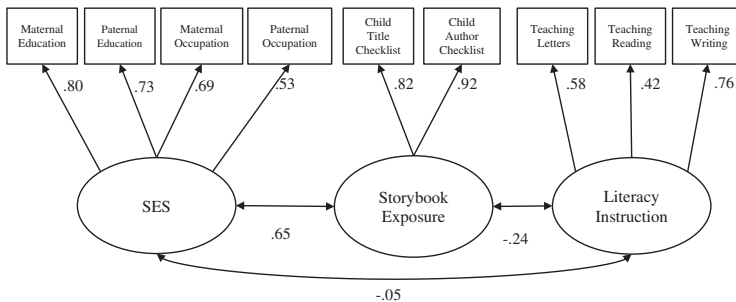 Maternal
Education
Paternal
Education
Maternal
Occupation
Paternal
Occupation
Child
Title
Checklist
Child
Author
Checklist
Teaching
Letters
Teaching
Reading
Teaching
Writing
.80
.73
.69
.53
.82
.92
.58
.42
.76
SES
Storybook
Exposure
Literacy
Instruction
.65
-.24
-.05